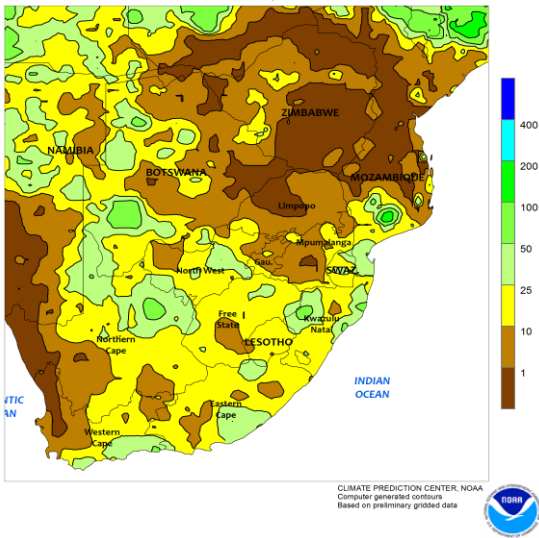 ZIMBABWE
NAMIBIA
BOTSWANA
MOZAMBIQUE
Limpopo
Mpumalanga
Gau.
North West
SWAZ.
Free
State
Kwazulu
Natal
Northern
Cape
LESOTHO
INDIAN
OCEAN
NTIC
AN
Eastern
Cape
Western
Cape
400
200
100
50
25
10
1
CLIMATE PREDICTION CENTER, NOAA
Computer generated contours
Based on preliminary gridded data
NOAA